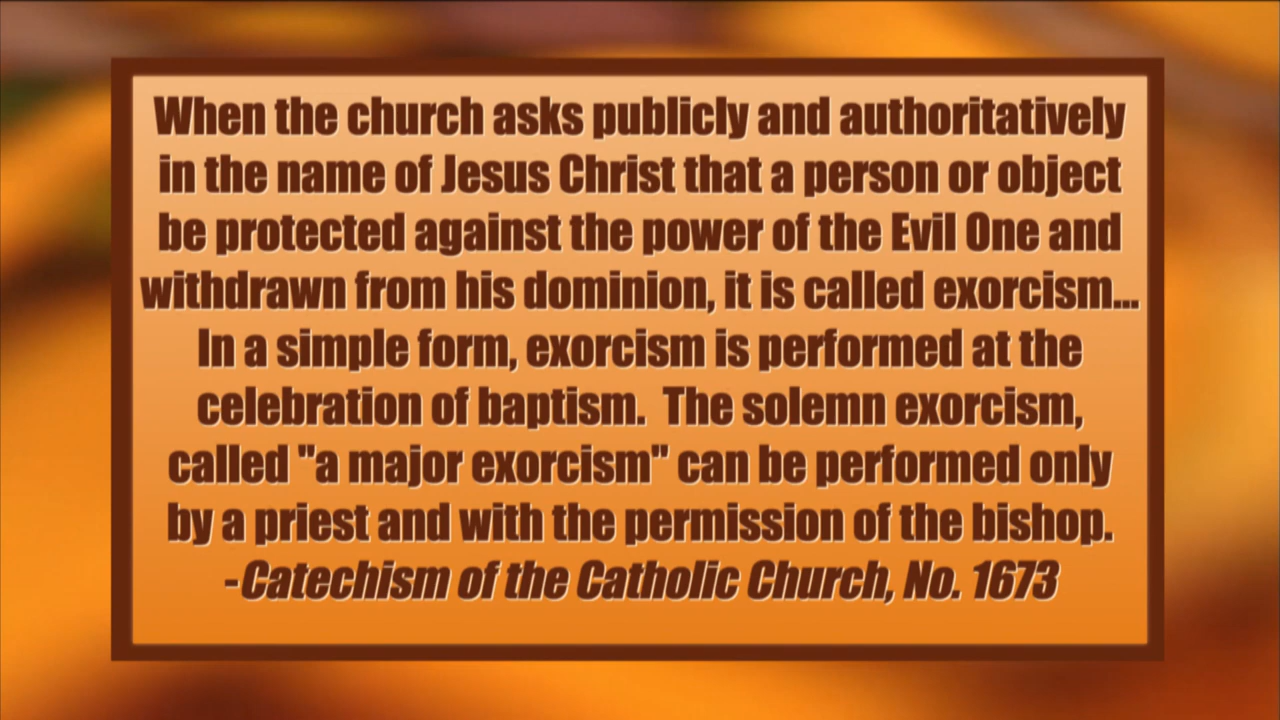 When the church asks publicly and authoritatively
in the name of Jesus Christ that a person or object
be protected against the power of the Evil One and
withdrawn from his dominion, it is called exorcism...
In a simple form, exorcism is performed at the
celebration of baptism.  The solemn exorcism,
called "a major exorcism" can be performed only
by a priest and with the permission of the bishop.
-Catechism of the Catholic Church, No. 1673